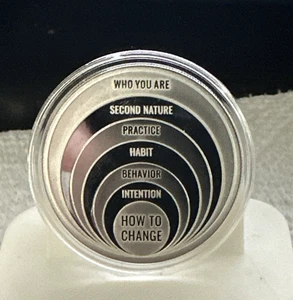 WHO YOU ARE
SECOND NATURE
PRACTICE
HABIT
BEHAVIOR
INTENTION
HOW TO
CHANGE